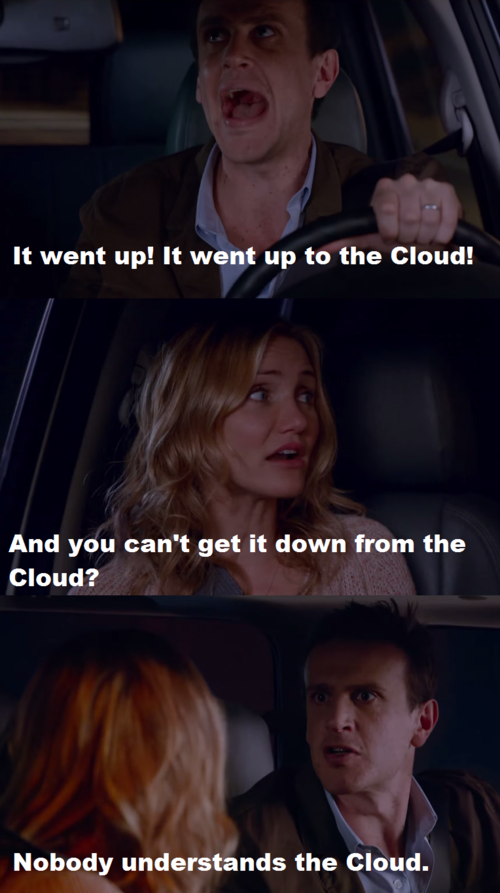 It went up! It went up to the Cloud!
And you can't get it down from the
Cloud?
Nobody understands the Cloud.